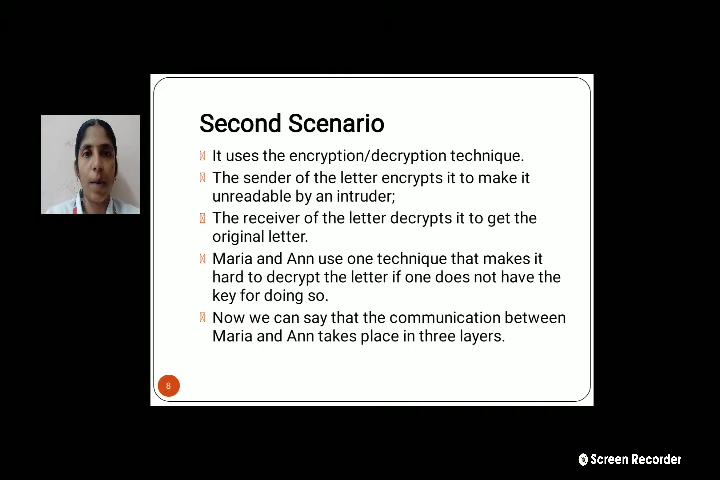 Second Scenario
It uses the encryption/decryption technique.
The sender of the letter encrypts it to make it
unreadable by an intruder;
The receiver of the letter decrypts it to get the
original letter.
Maria and Ann use one technique that makes it
hard to decrypt the letter if one does not have the
key for doing so.
Now we can say that the communication between
Maria and Ann takes place in three layers.
8
Screen Recorder